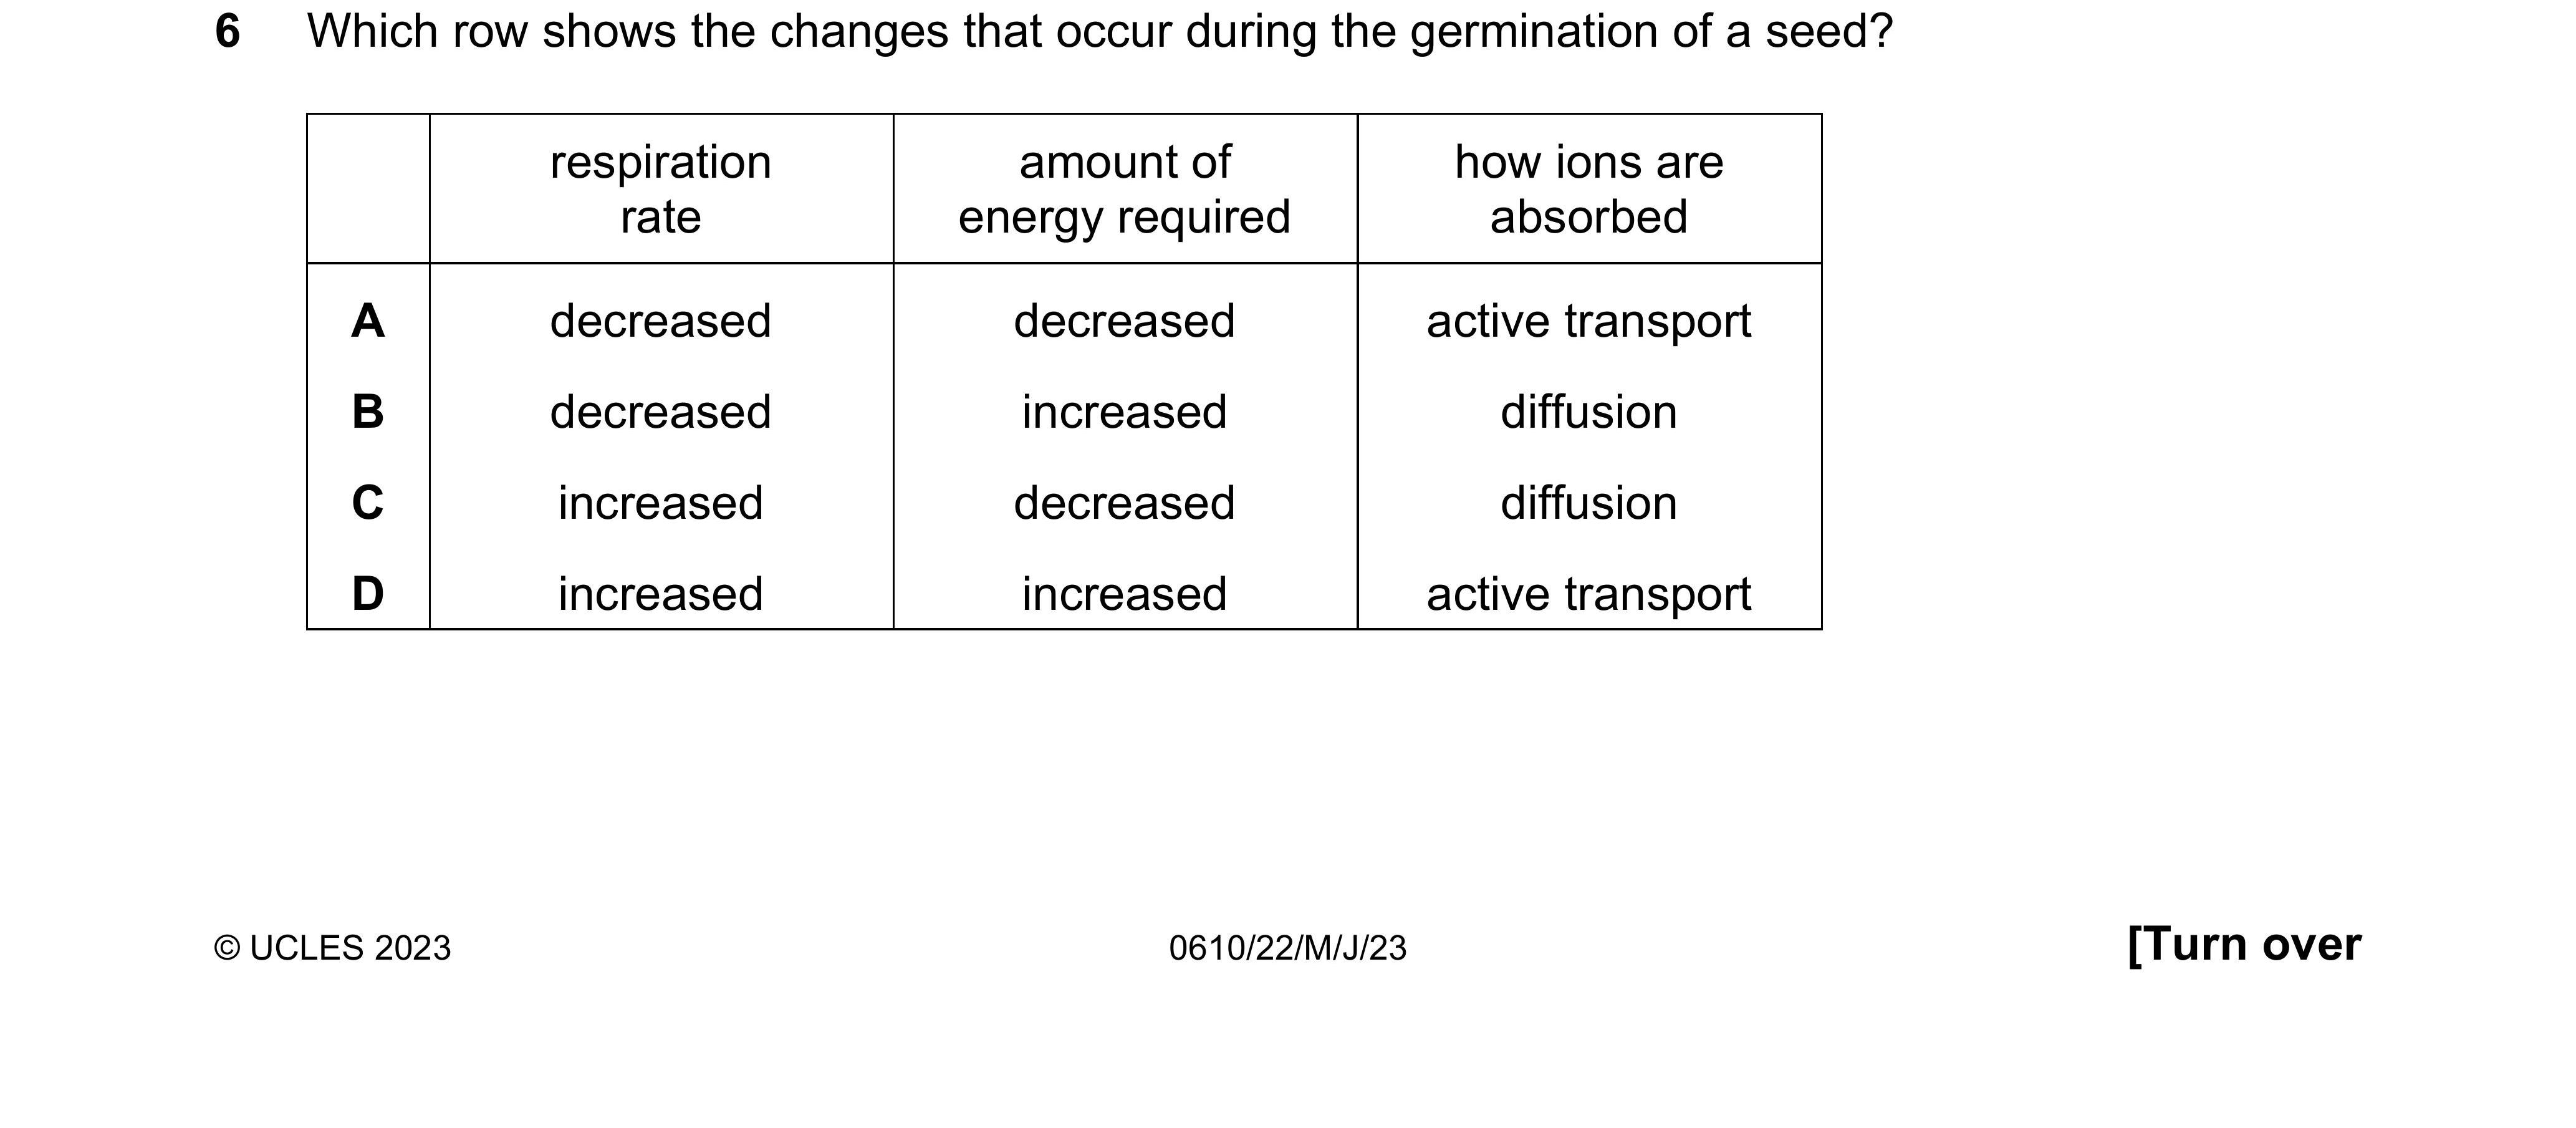 6 Which row shows the changes that occur during the germination of a seed?
respiration rate amount of energy required how ions are absorbed
A decreased decreased active transport
B decreased increased diffusion
C increased decreased diffusion
D increased increased active transport
© UCLES 2023 0610/22/M/J/23 [Turn over